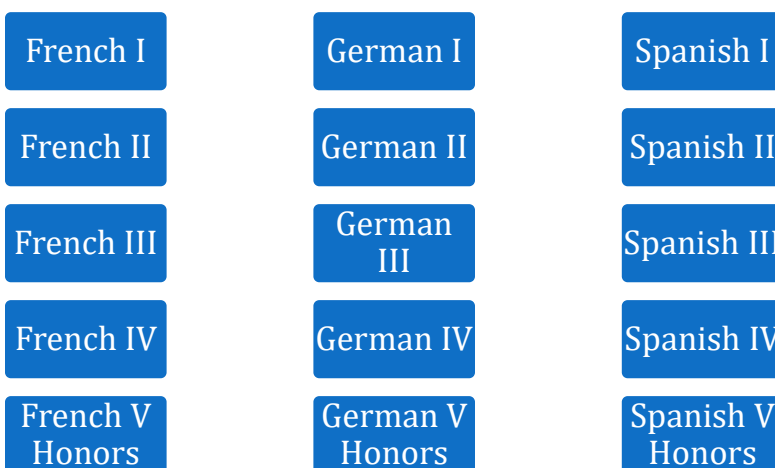 French I
German I
Spanish I
French II
German II
Spanish II
French III
German
III
Spanish III
French IV
German IV
Spanish IV
French V
Honors
German V
Honors
Spanish V
Honors